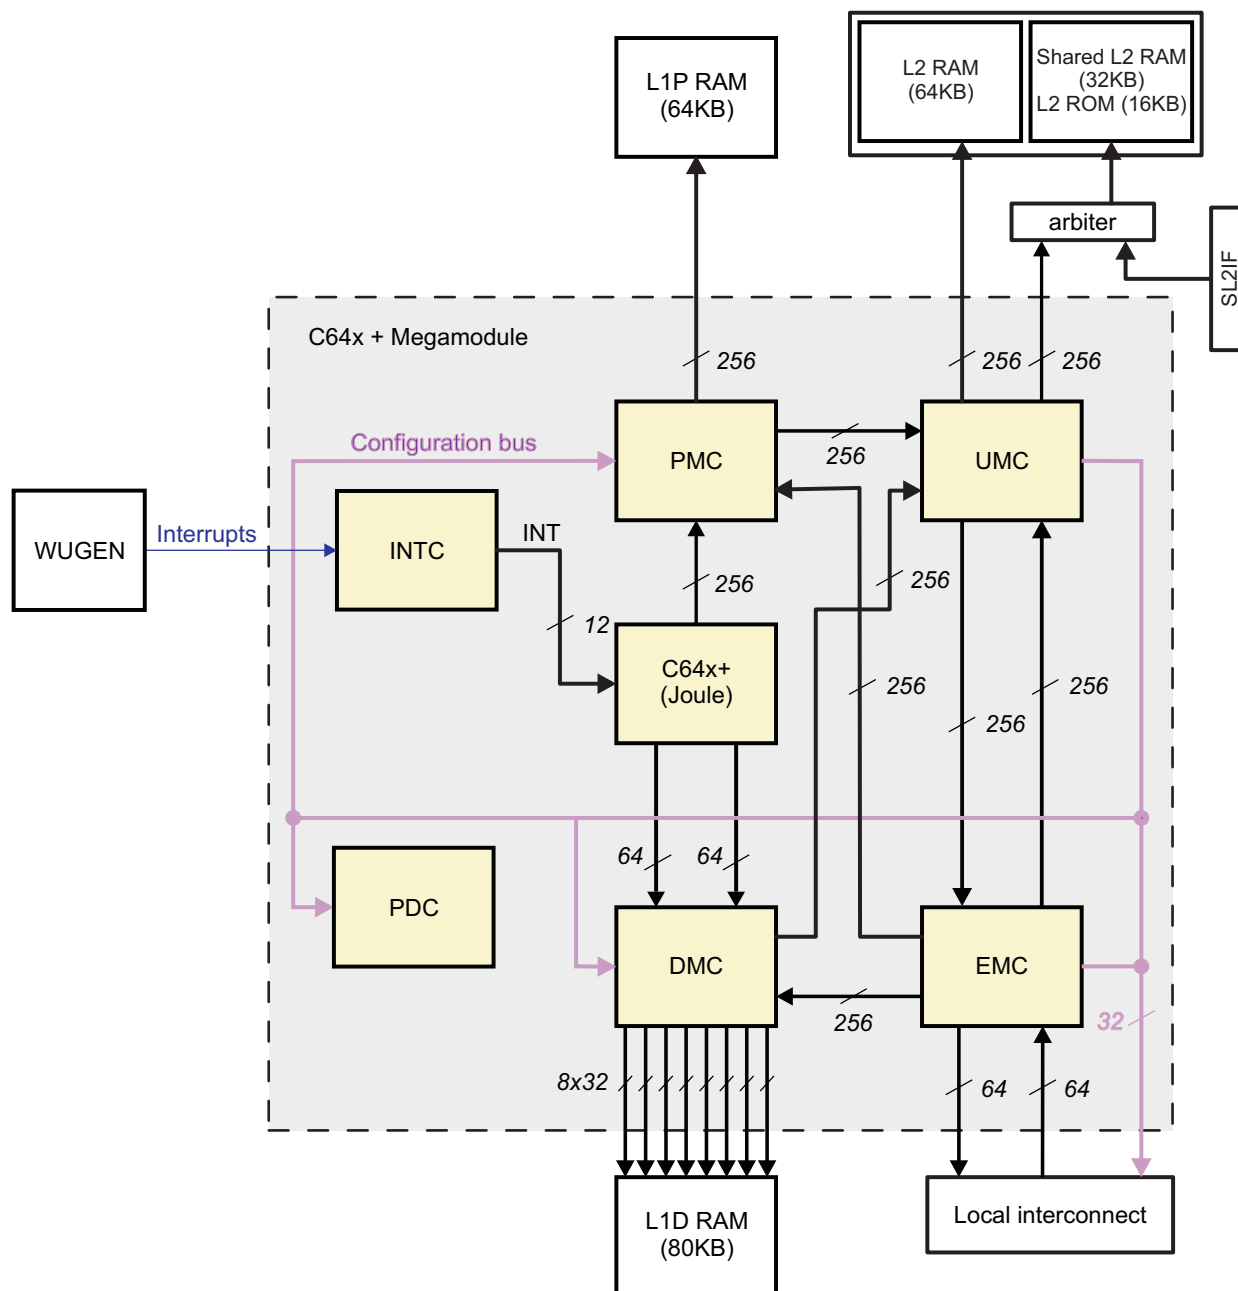 L1P RAM
(64KB)
L2 RAM
(64KB)
Shared L2 RAM
(32KB)
L2 ROM (16KB)
arbiter
SL2IF
C64x + Megamodule
256
256
256
Configuration bus
PMC
256
UMC
WUGEN
Interrupts
INTC
INT
256
256
12
C64x+
(Joule)
256
256
256
64
64
PDC
DMC
EMC
256
32
8x32
64
64
L1D RAM
(80KB)
Local interconnect